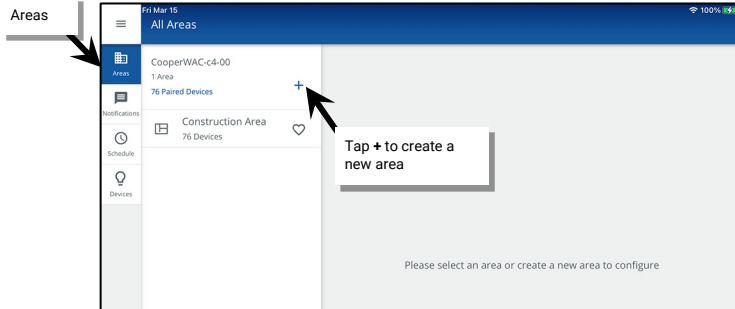 Areas
Fri Mar 15
100%
All Areas
Areas
CooperWAC-c4-00
1 Area
76 Paired Devices
+
Notifications
Construction Area
76 Devices
Schedule
Tap + to create a
new area
Devices
Please select an area or create a new area to configure